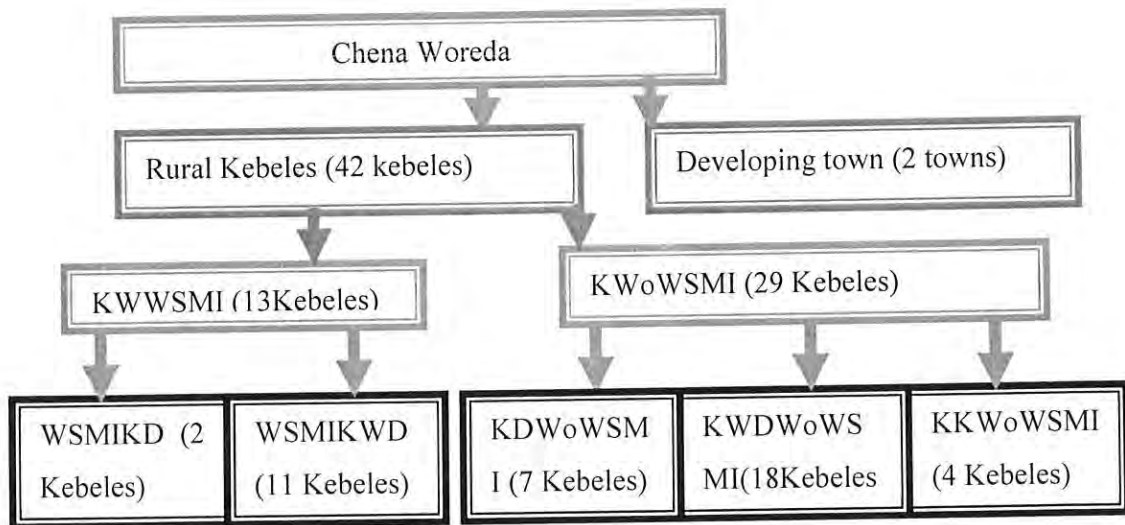 Chena Woreda
Rural Kebeles (42 kebeles)
Developing town (2 towns)
KWWSMI (13Kebeles)
KWoWSMI (29 Kebeles)
WSMIKD (2
Kebeles)
WSMIKWD
(11 Kebeles)
KDWoWSM
I (7 Kebeles)
KWDWoWS
MI(18Kebeles
KKWoWSMI
(4 Kebeles)